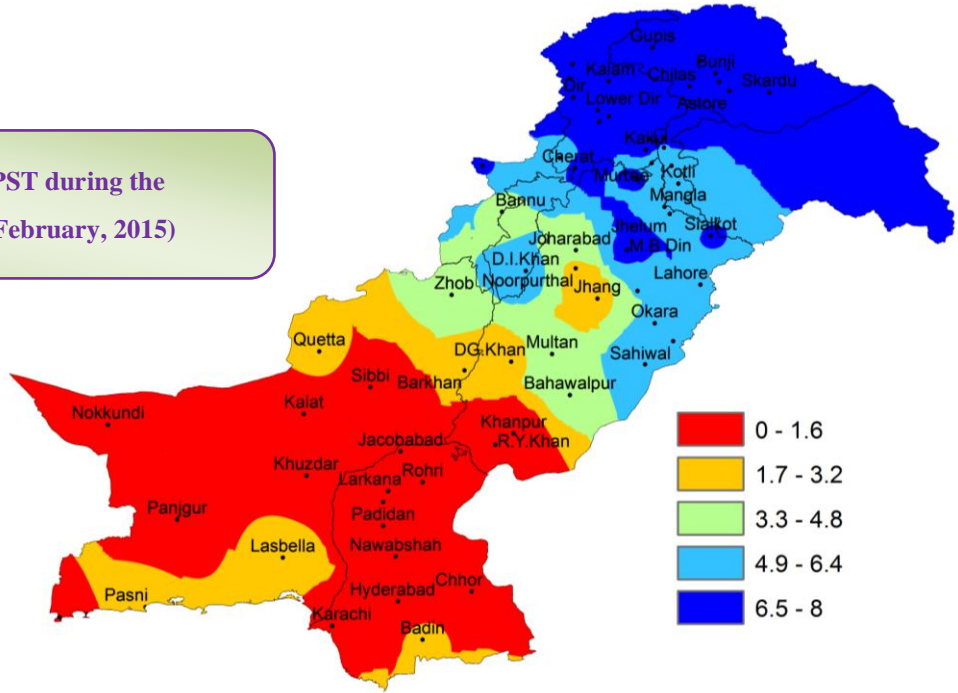 PST during the
February, 2015)
Gupis
Bunji
Kalam
Chilas
Skardu
Dir
Lower Dir
Astore
Cherat
Murree
Kotli
Mangla
Bannu
Jhelum
Sialkot
Joharabad
M.B.Din
D.I.Khan
Lahore
Zhob
Noorpurthal
Jhang
Okara
Quetta
DG.Khan
Multan
Sahiwal
Sibbi
Barkhan
Bahawalpur
Nokkundi
Kalat
Khanpur
R.Y.Khan
Jacobabad
Khuzdar
Rohri
Larkana
Panjgur
Padidan
Lasbella
Nawabshah
Pasni
Hyderabad
Chhor
Karachi
Badin
0 - 1.6
1.7 - 3.2
3.3 - 4.8
4.9 - 6.4
6.5 - 8